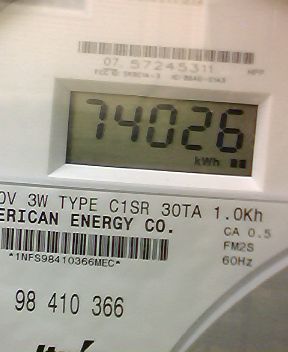 07 57245311
74026
kWh
0V 3W TYPE C1SR 30TA 1.0Kh
ERICAN ENERGY CO.
CA 0.5
FM2S
*1NFS98410366MEC*
60Hz
98 410 366